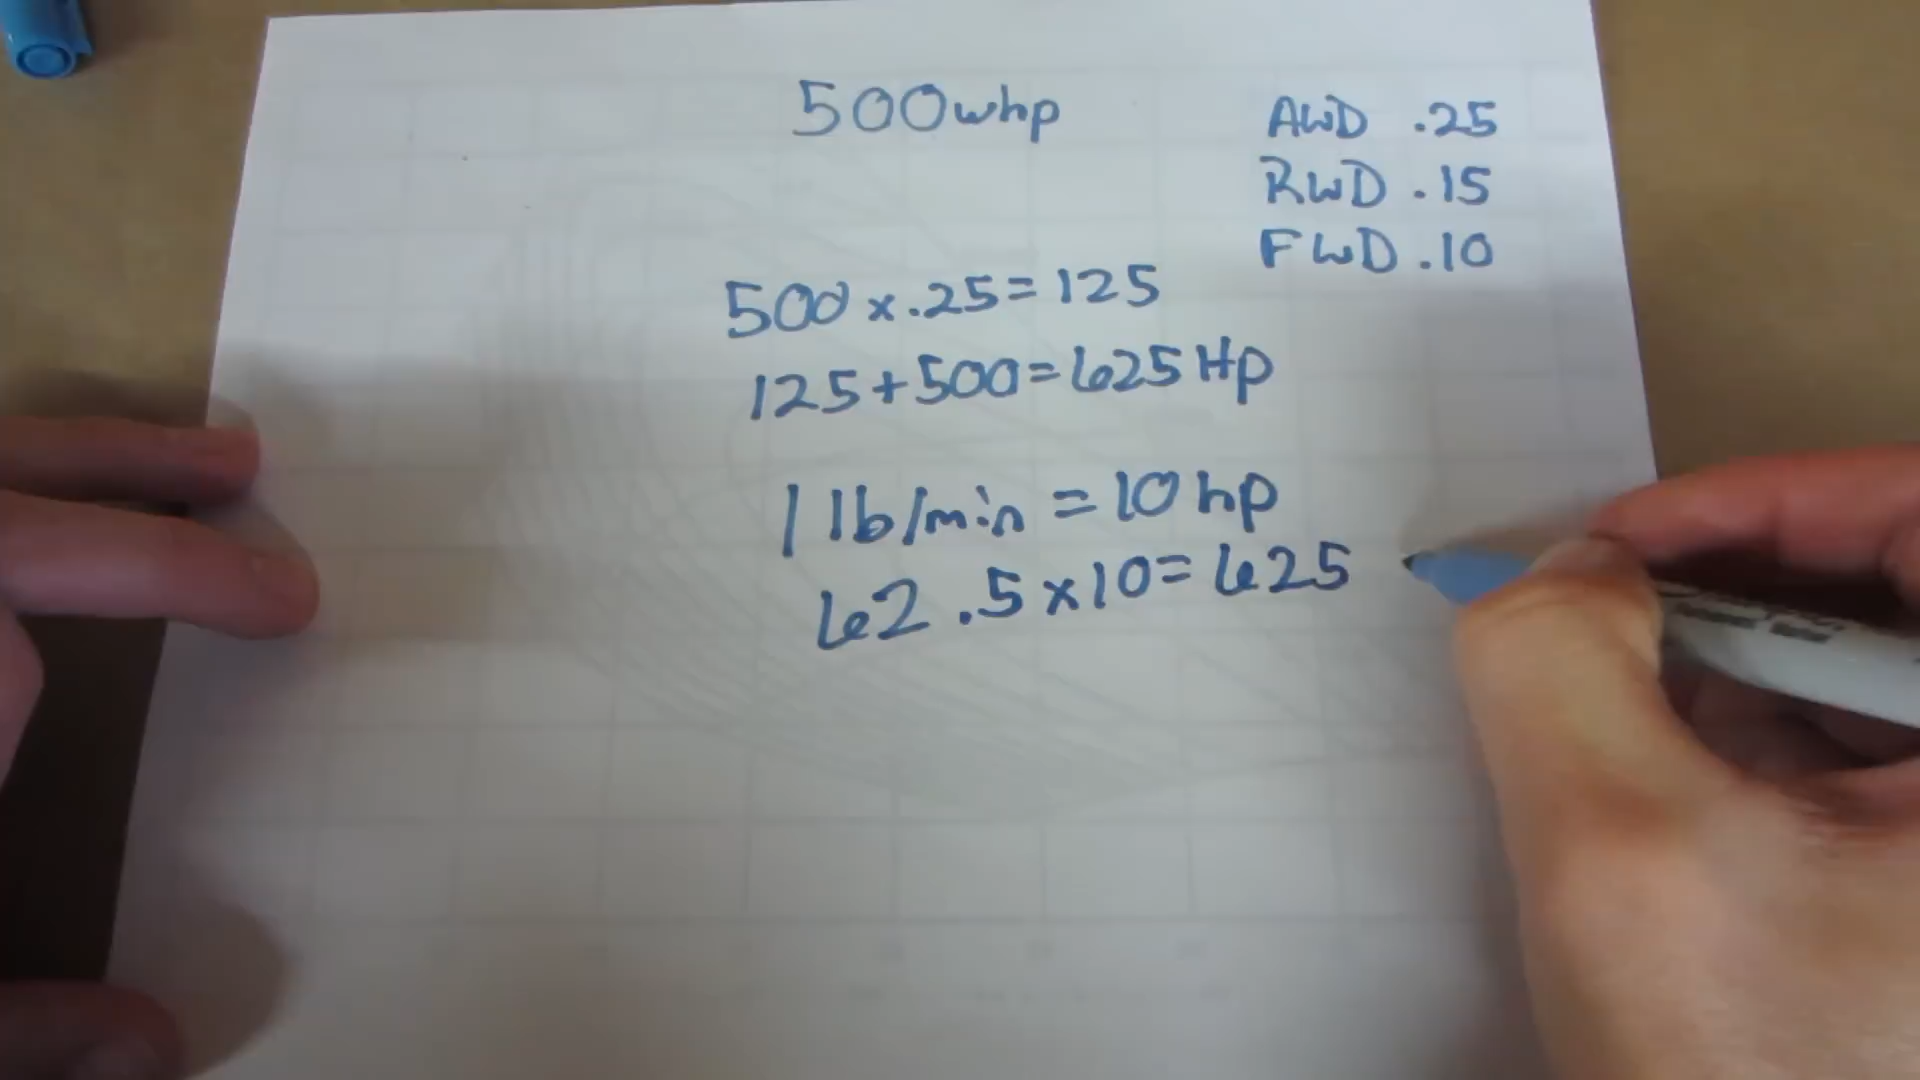 500whp
AWD .25
RWD .15
FWD .10
500 x .25 = 125
125 + 500 = 625 Hp
1 lb/min = 10 hp
62.5 x 10 = 625